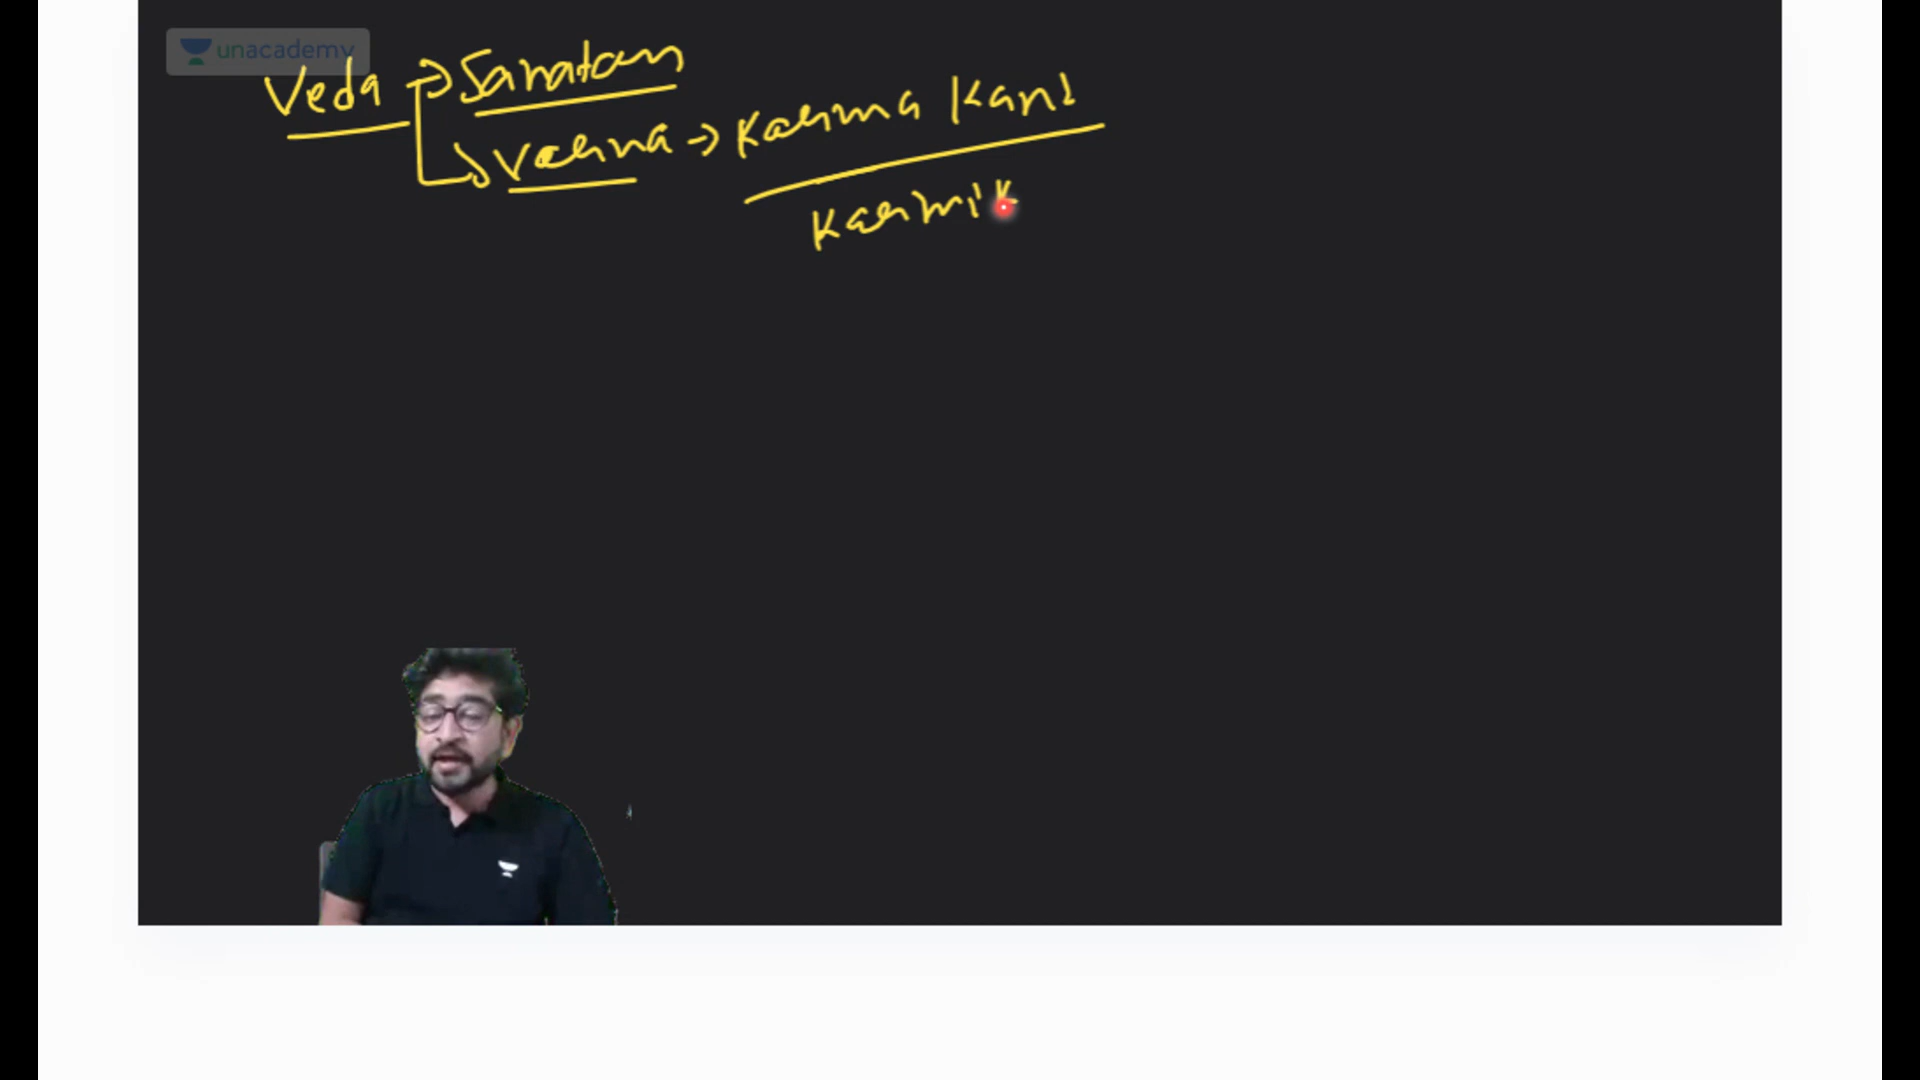 unacademy
Veda → Sanatan
→ Varna → Karma Kand
Karmik